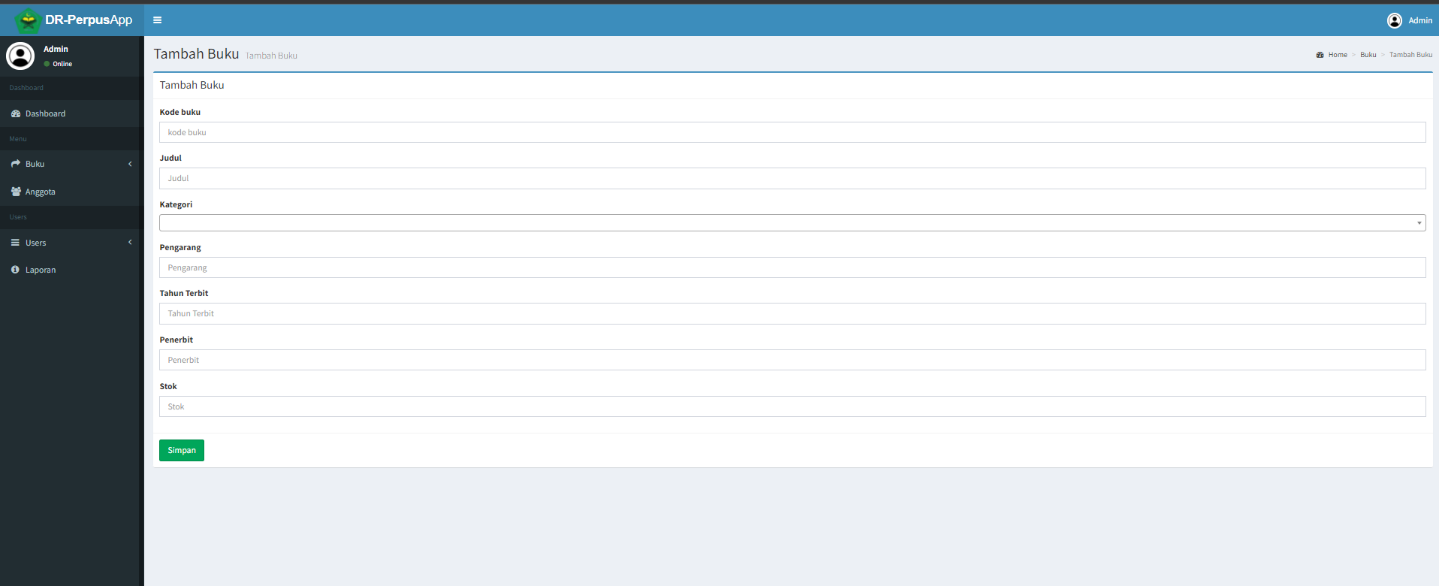 DR-PerpusApp
Admin
Admin
Online
Dashboard
Dashboard
Menu
Buku
Anggota
Users
Users
Laporan
Tambah Buku Tambah Buku
Home > Buku > Tambah Buku
Tambah Buku
Kode buku
kode buku
Judul
Judul
Kategori
Pengarang
Pengarang
Tahun Terbit
Tahun Terbit
Penerbit
Penerbit
Stok
Stok
Simpan